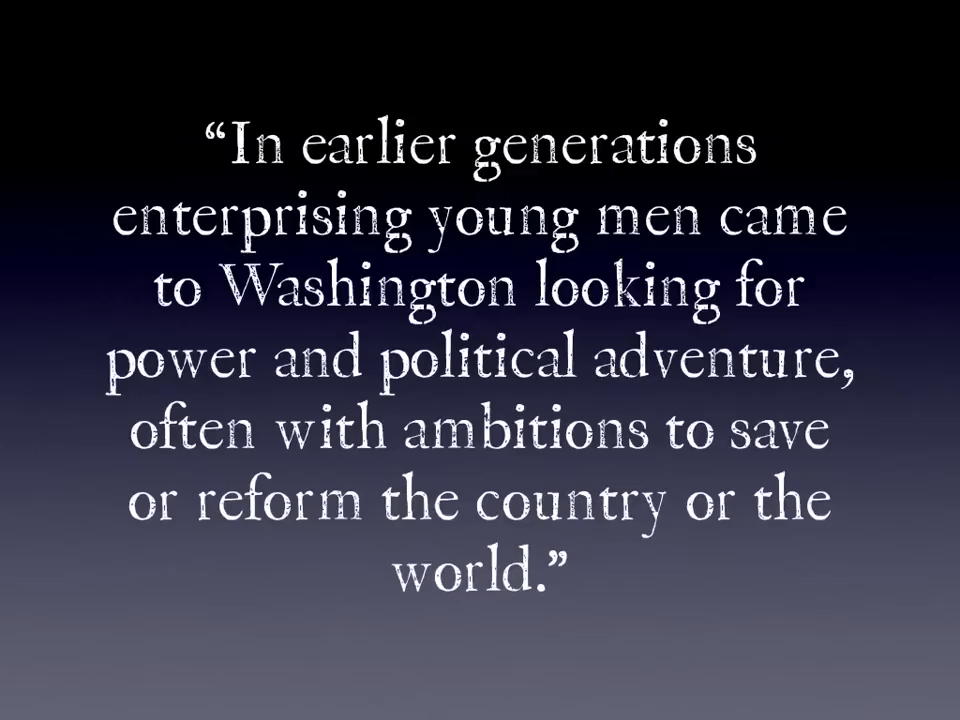 “In earlier generations
enterprising young men came
to Washington looking for
power and political adventure,
often with ambitions to save
or reform the country or the
world.”